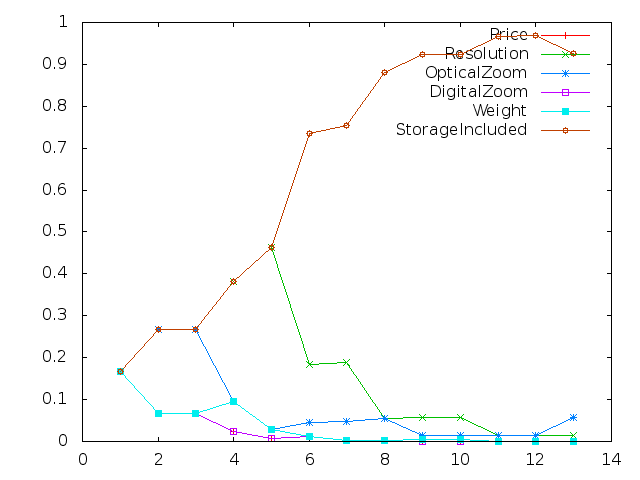 1
Price
0.9
Resolution
OpticalZoom
0.8
DigitalZoom
Weight
0.7
StorageIncluded
0.6
0.5
0.4
0.3
0.2
0.1
0
0 2 4 6 8 10 12 14